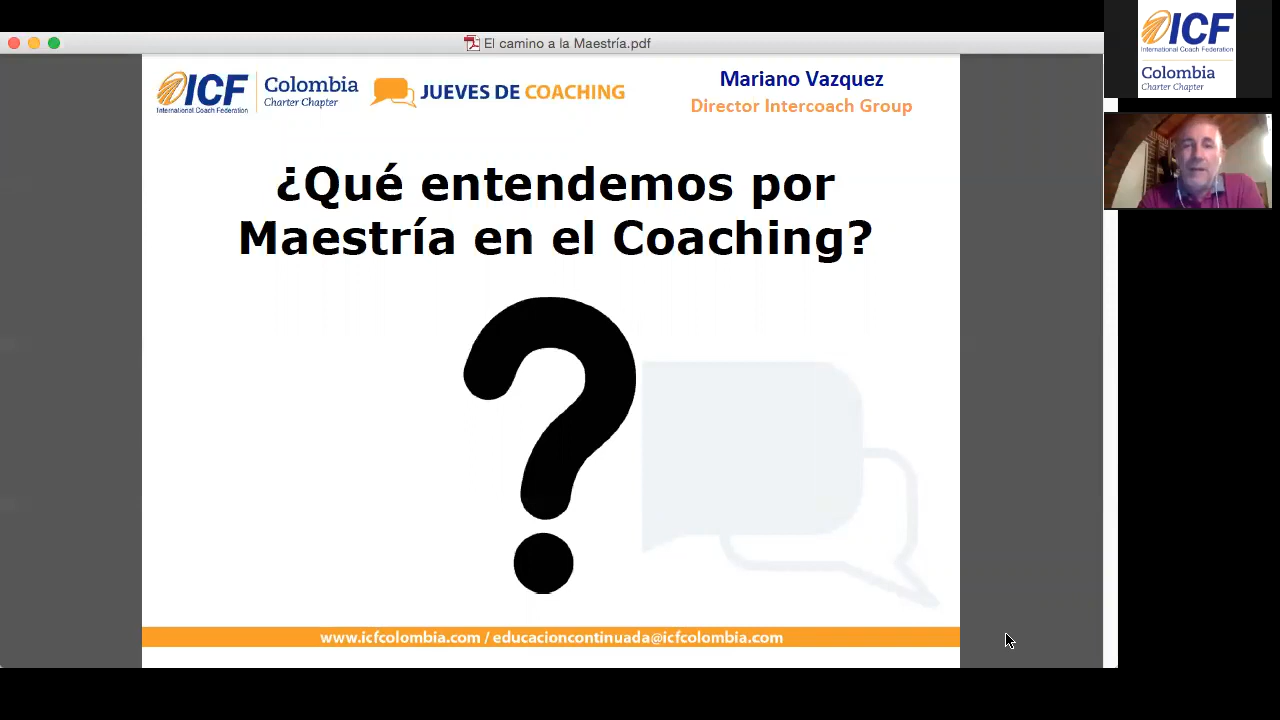 El camino a la Maestría.pdf
ICF
International Coach Federation
Colombia
Charter Chapter
JUEVES DE COACHING
Mariano Vazquez
Director Intercoach Group
¿Qué entendemos por
Maestría en el Coaching?
?
www.icfcolombia.com / educacioncontinuada@icfcolombia.com
ICF
International Coach Federation
Colombia
Charter Chapter